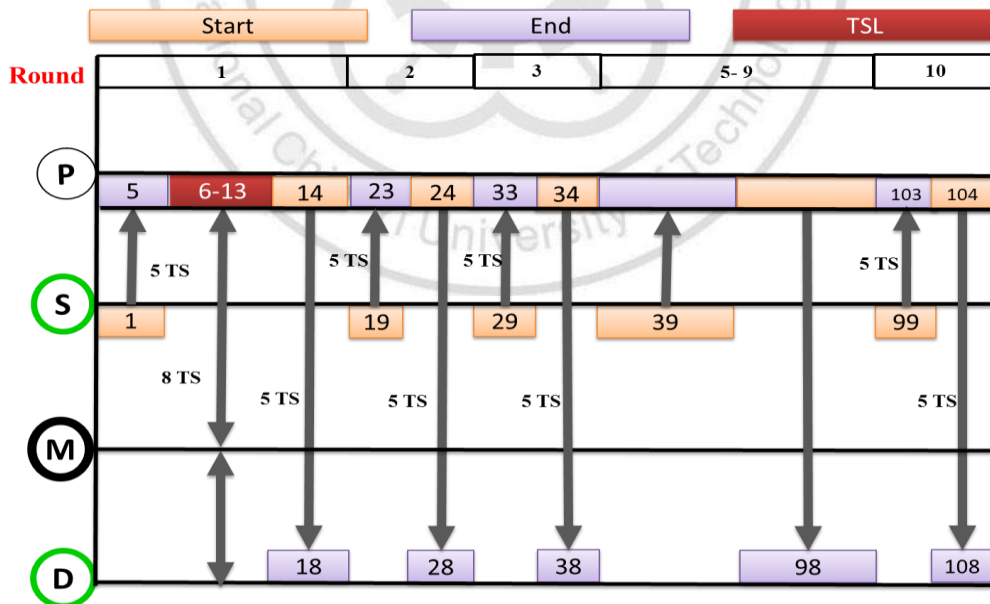 Start End TSL
Round 1 2 3 5- 9 10
P 5 6-13 14 23 24 33 34 103 104
5 TS 5 TS 5 TS 5 TS
S 1 19 29 39 99
8 TS 5 TS 5 TS 5 TS 5 TS
M
D 18 28 38 98 108